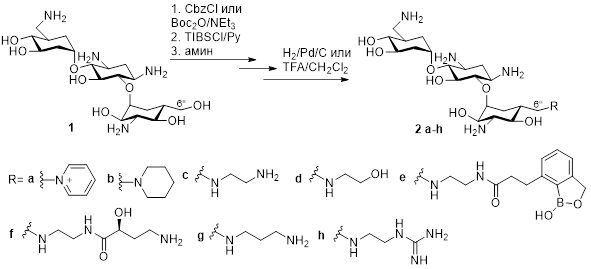 1. CbzCl или
Boc₂O/NEt₃
2. TIBSCl/Py
3. амин
H₂/Pd/C или
TFA/CH₂Cl₂
NH₂
HO
HO
O
H₂N
HO
NH₂
O
HO
H₂N
OH
6"
OH
1
NH₂
HO
HO
O
H₂N
HO
NH₂
O
HO
H₂N
OH
6"
R
2 a-h
R= a
N+
b
N
c
N
H
NH₂
d
N
H
OH
e
N
H
H
N
O
HO
B
O
f
N
H
H
N
O
OH
NH₂
g
N
H
NH₂
h
N
H
H
N
NH₂
NH